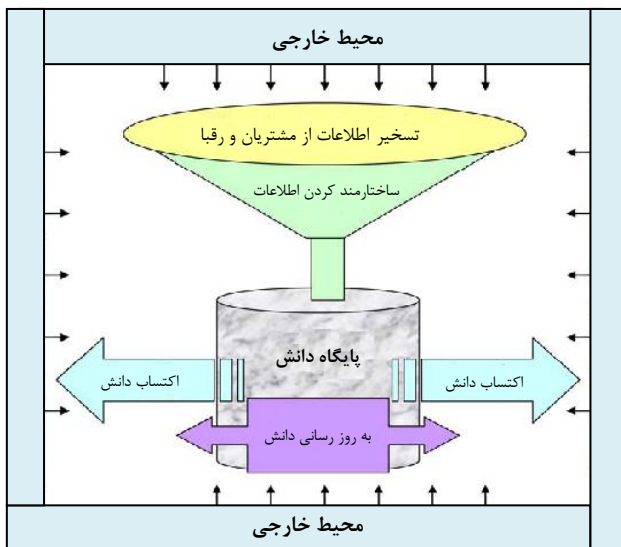 محیط خارجی
تسخیر اطلاعات از مشتریان و رقبا
ساختارمند کردن اطلاعات
پایگاه دانش
اکتساب دانش
اکتساب دانش
به روز رسانی دانش
محیط خارجی